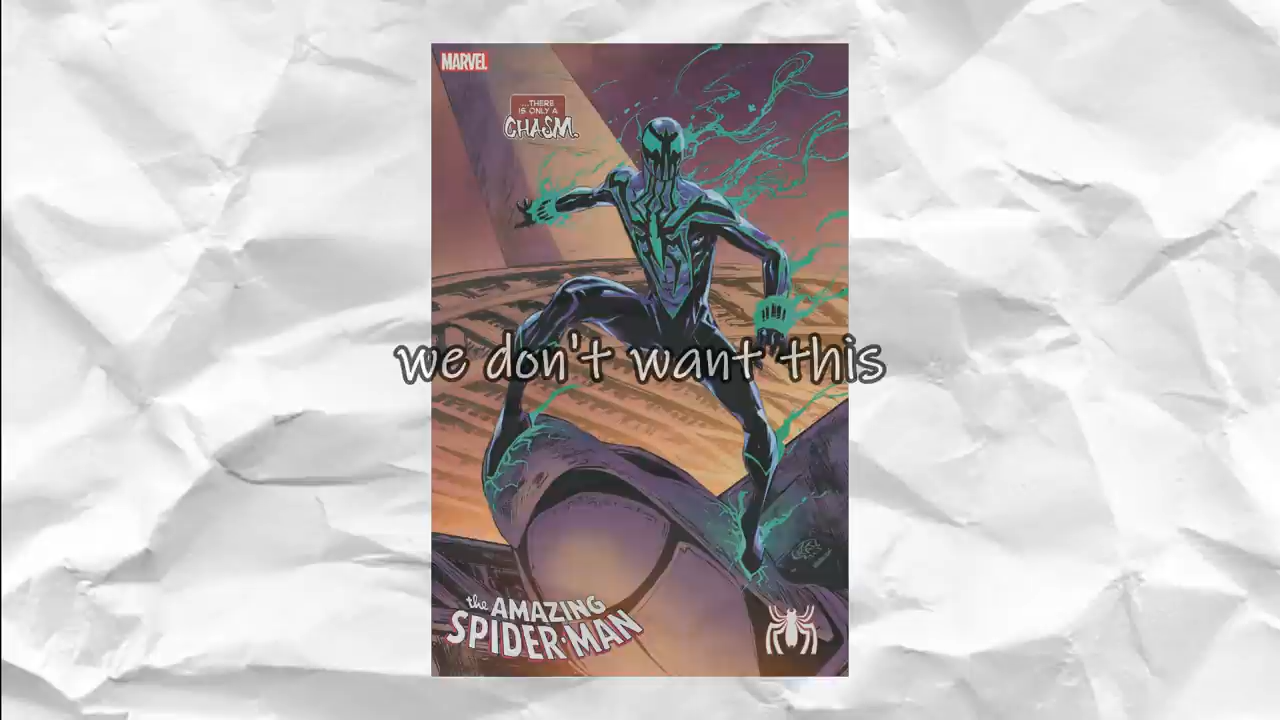 MARVEL
...THERE
IS ONLY A
CHASM.
we don't want this
the AMAZING
SPIDER-MAN